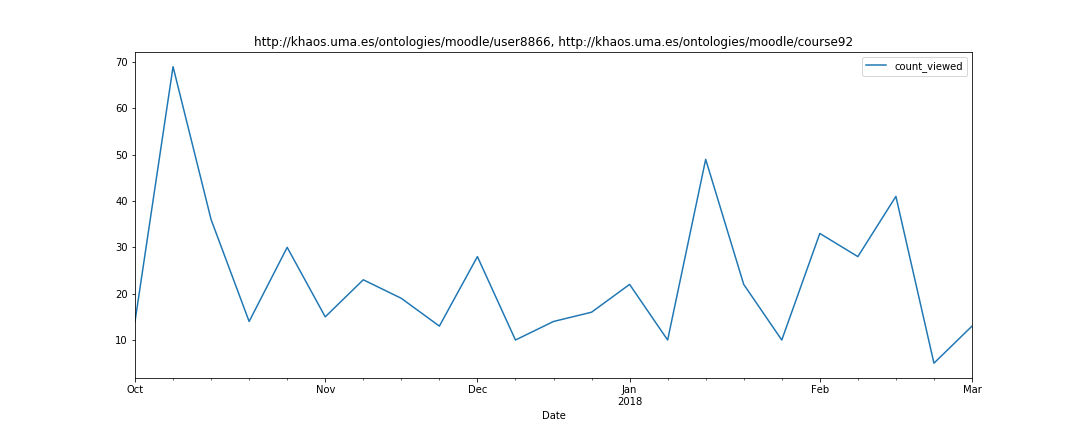 http://khaos.uma.es/ontologies/moodle/user8866, http://khaos.uma.es/ontologies/moodle/course92
count_viewed
70
60
50
40
30
20
10
Oct Nov Dec Jan Feb Mar
2018
Date